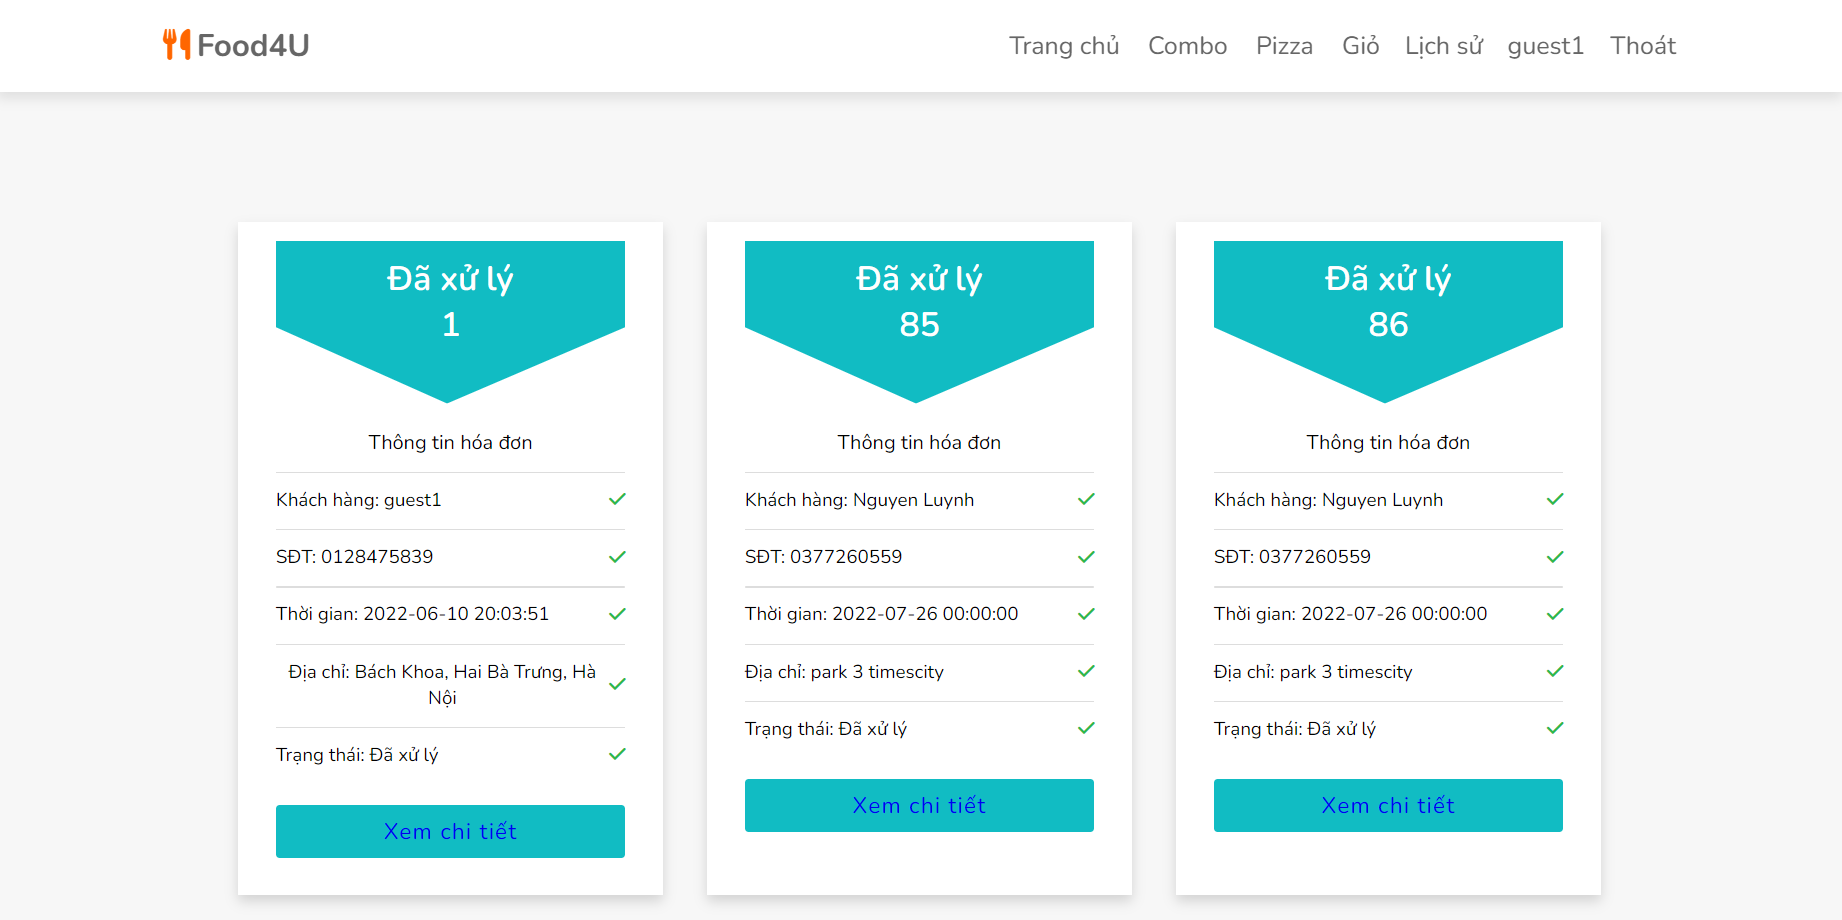 Food4U
Trang chủ Combo Pizza Giỏ Lịch sử guest1 Thoát
Đã xử lý
1
Thông tin hóa đơn
Khách hàng: guest1
SĐT: 0128475839
Thời gian: 2022-06-10 20:03:51
Địa chỉ: Bách Khoa, Hai Bà Trưng, Hà
Nội
Trạng thái: Đã xử lý
Xem chi tiết
Đã xử lý
85
Thông tin hóa đơn
Khách hàng: Nguyen Luynh
SĐT: 0377260559
Thời gian: 2022-07-26 00:00:00
Địa chỉ: park 3 timescity
Trạng thái: Đã xử lý
Xem chi tiết
Đã xử lý
86
Thông tin hóa đơn
Khách hàng: Nguyen Luynh
SĐT: 0377260559
Thời gian: 2022-07-26 00:00:00
Địa chỉ: park 3 timescity
Trạng thái: Đã xử lý
Xem chi tiết